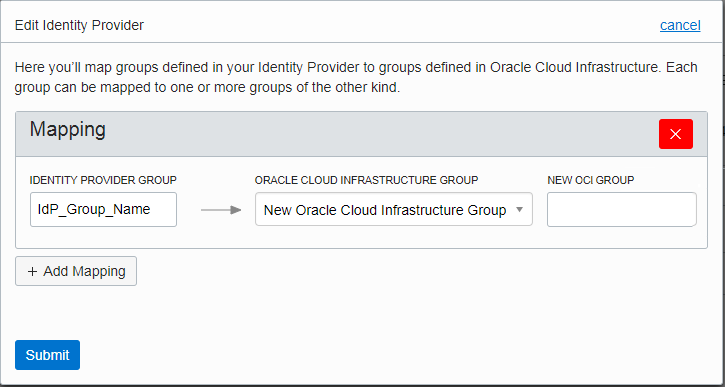 Edit Identity Provider
cancel
Here you'll map groups defined in your Identity Provider to groups defined in Oracle Cloud Infrastructure. Each
group can be mapped to one or more groups of the other kind.
Mapping
IDENTITY PROVIDER GROUP
ORACLE CLOUD INFRASTRUCTURE GROUP
NEW OCI GROUP
IdP_Group_Name
New Oracle Cloud Infrastructure Group
+ Add Mapping
Submit